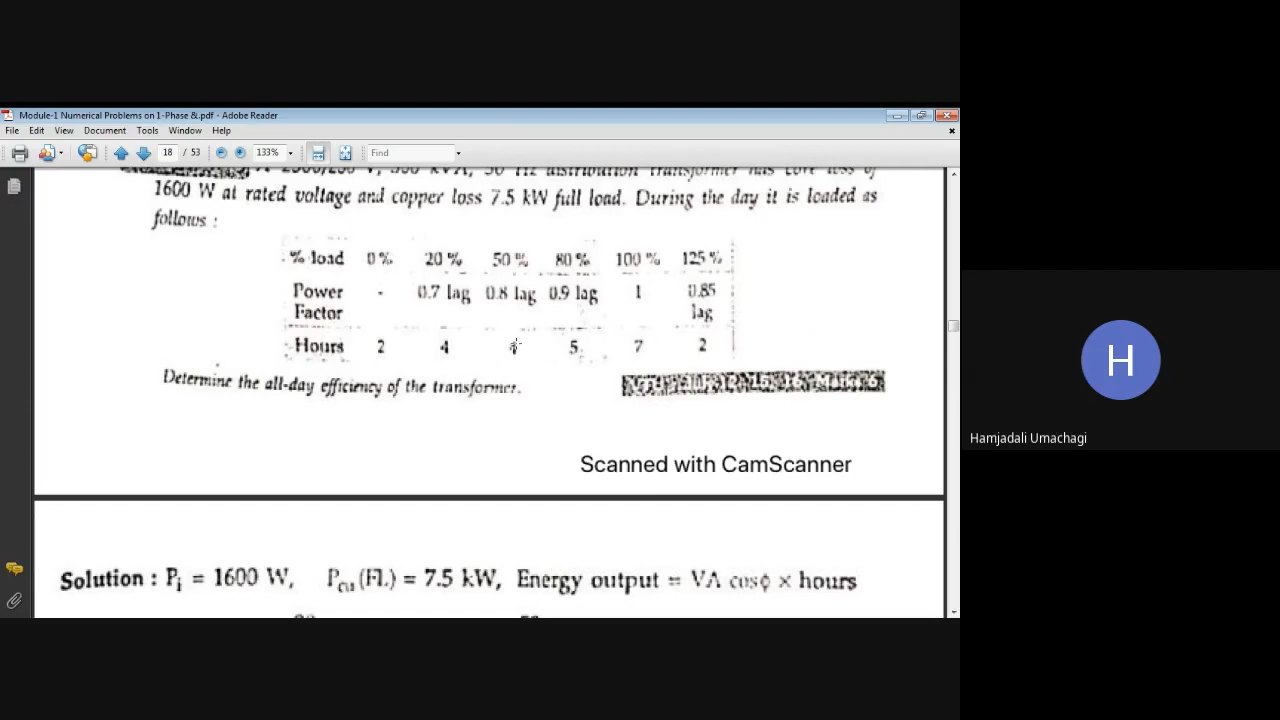 Module-1 Numerical Problems on 1-Phase &.pdf - Adobe Reader
File Edit View Document Tools Window Help
18 / 53 133% Find
1600 W at rated voltage and copper loss 7.5 kW full load. During the day it is loaded as
follows :
% load 0 % 20 % 50 % 80 % 100 % 125 %
Power - 0.7 lag 0.8 lag 0.9 lag 1 0.85
Factor lag
Hours 2 4 4 5 7 2
Determine the all-day efficiency of the transformer.
Scanned with CamScanner
Solution : Pi = 1600 W, Pcu (FL) = 7.5 kW, Energy output = VA cosϕ × hours
H
Hamjadali Umachagi